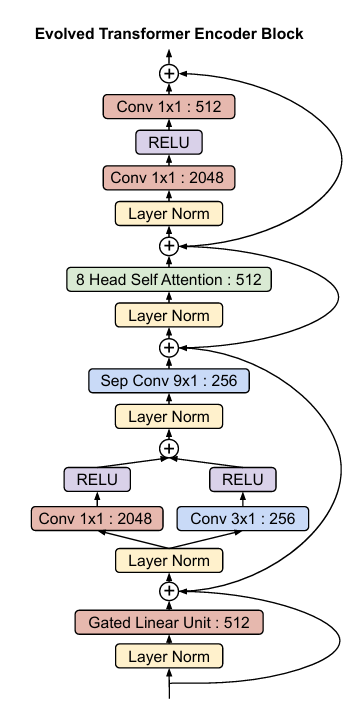 Evolved Transformer Encoder Block
+
Conv 1x1 : 512
RELU
Conv 1x1 : 2048
Layer Norm
+
8 Head Self Attention : 512
Layer Norm
+
Sep Conv 9x1 : 256
Layer Norm
+
RELU
RELU
Conv 1x1 : 2048
Conv 3x1 : 256
Layer Norm
+
Gated Linear Unit : 512
Layer Norm